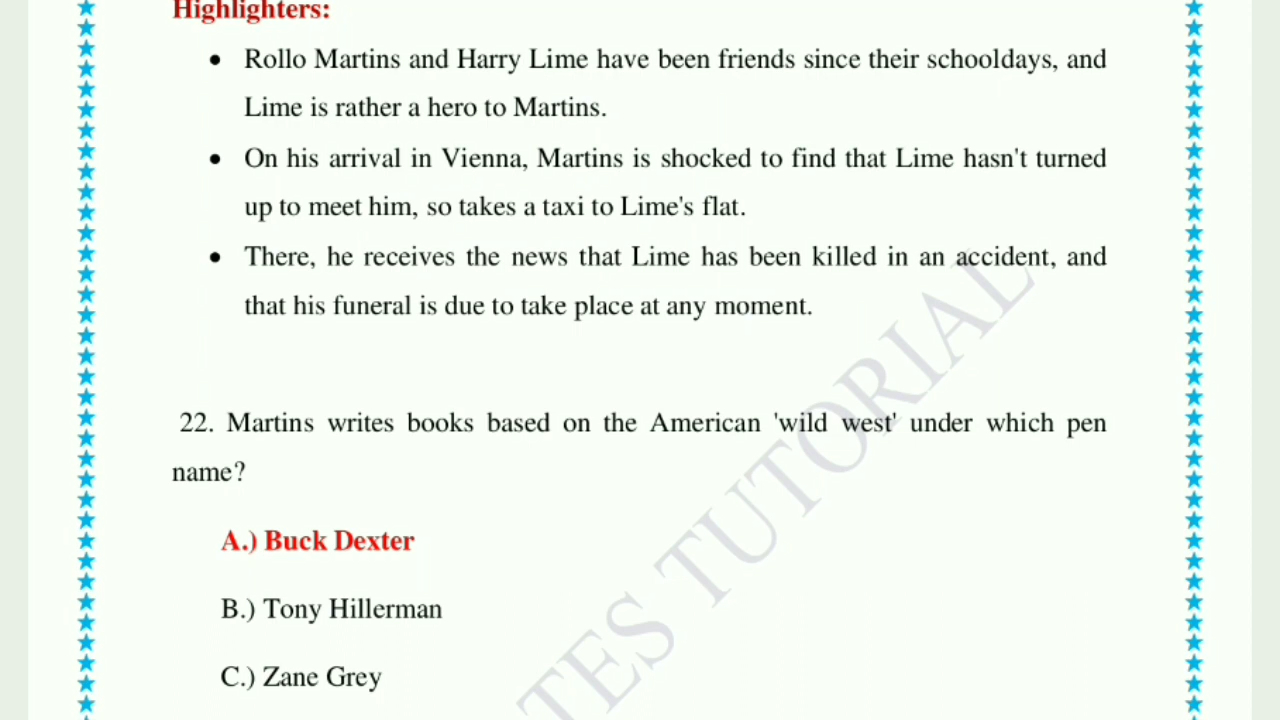 Highlighters:
• Rollo Martins and Harry Lime have been friends since their schooldays, and
Lime is rather a hero to Martins.
• On his arrival in Vienna, Martins is shocked to find that Lime hasn't turned
up to meet him, so takes a taxi to Lime's flat.
• There, he receives the news that Lime has been killed in an accident, and
that his funeral is due to take place at any moment.
22. Martins writes books based on the American 'wild west' under which pen
name?
A.) Buck Dexter
B.) Tony Hillerman
C.) Zane Grey
TES TUTORIAL